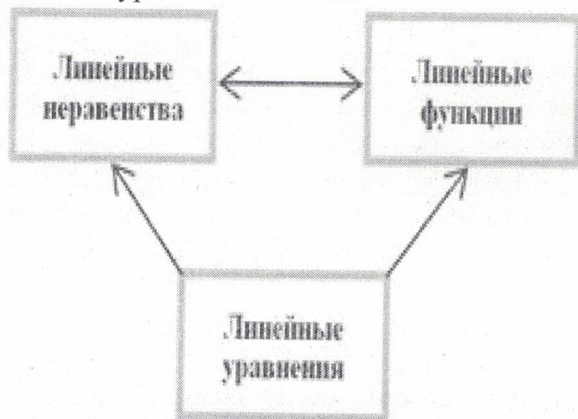 Линейные
неравенства
Линейные
функции
Линейные
уравнения